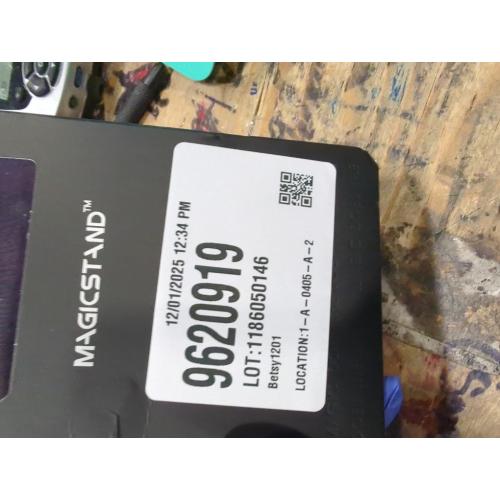 MAGICSTAND™
12/01/2025 12:34 PM
9620919
LOT:1186050146
Betsy1201
LOCATION:1-A-0405-A-2